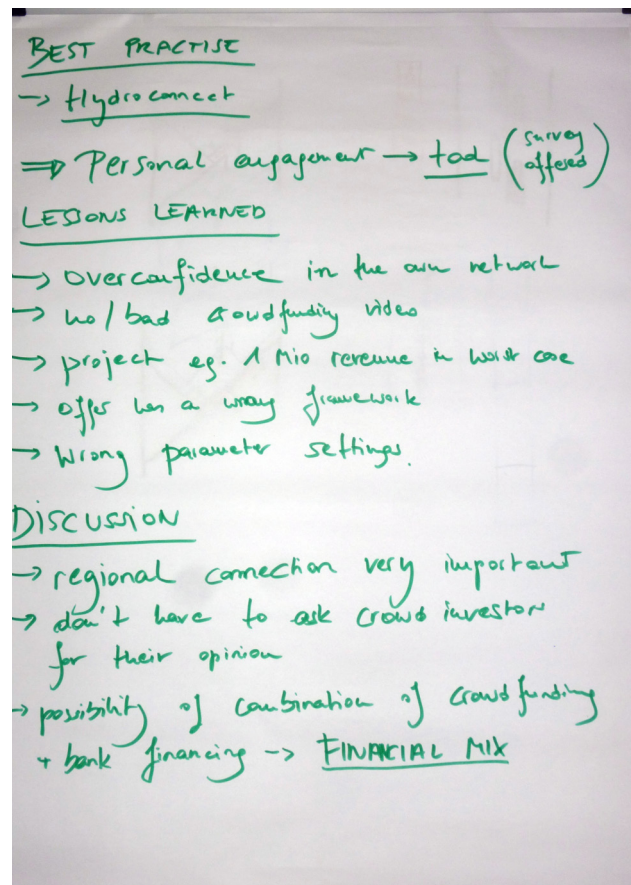 BEST PRACTISE
→ Hydroconnect
⇒ Personal engagement → tool (survey offered)
LESSONS LEARNED
→ Overconfidence in the own network
→ no/bad crowdfunding video
→ project eg. 1 Mio revenue in worst case
→ offer has a wrong framework
→ Wrong parameter settings.
DISCUSSION
→ regional connection very important
→ don't have to ask crowd investors
for their opinion
→ possibility of combination of crowdfunding
+ bank financing → FINANCIAL MIX